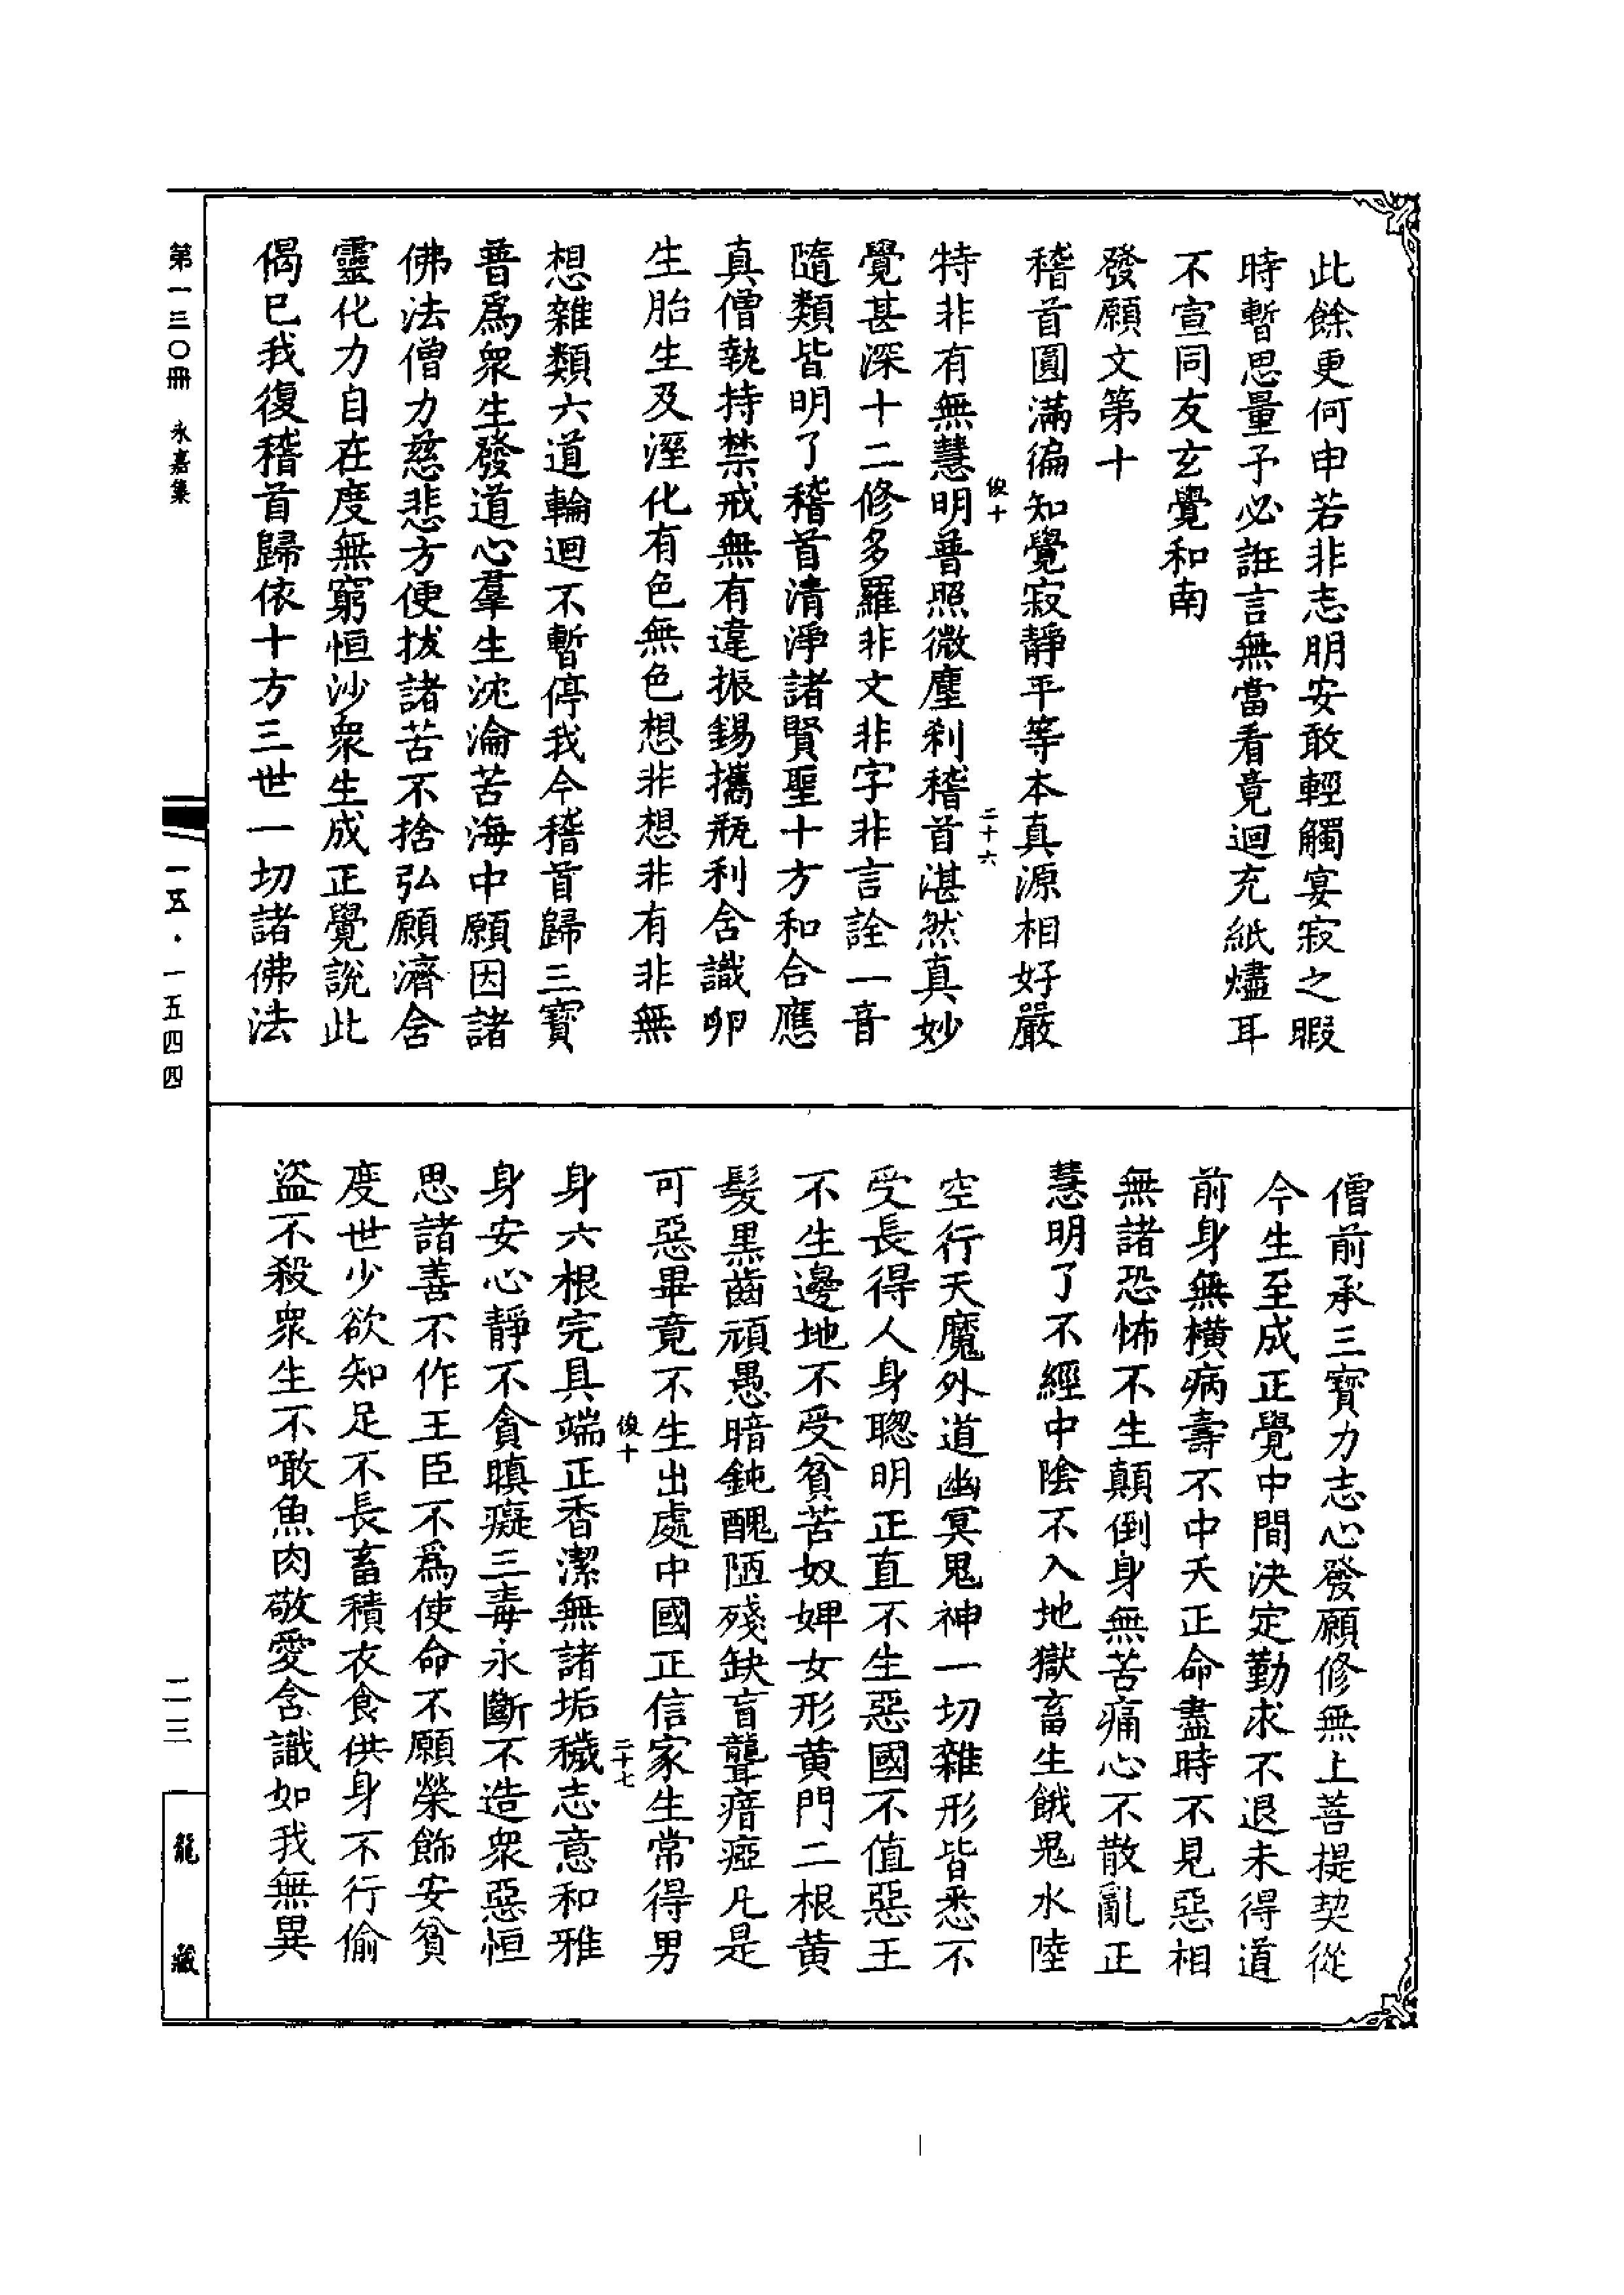 此餘更何申若非志朋安敢輕觸宴寂之暇
時暫思量予必誑言無當看竟迴充紙燼耳
不宣同友玄覺和南
發願文第十
稽首圓滿徧知覺寂靜平等本真源相好嚴
俊十
二十六
特非有無慧明普照微塵刹稽首湛然真妙
覺甚深十二修多羅非文非字非言詮一音
隨類皆明了稽首清淨諸賢聖十方和合應
真僧執持禁戒無有違振錫攜瓶利含識卵
生胎生及溼化有色無色想非想非有非無
想雜類六道輪迴不暫停我今稽首歸三寶
普爲衆生發道心羣生沈淪苦海中願因諸
佛法僧力慈悲方便拔諸苦不捨弘願濟含
靈化力自在度無窮恒沙衆生成正覺說此
偈已我復稽首歸依十方三世一切諸佛法
僧前承三寶力志心發願修無上菩提契從
今生至成正覺中間決定勤求不退未得道
前身無橫病壽不中夭正命盡時不見惡相
無諸恐怖不生顛倒身無苦痛心不散亂正
慧明了不經中陰不入地獄畜生餓鬼水陸
空行天魔外道幽冥鬼神一切雜形皆悉不
受長得人身聰明正直不生惡國不值惡王
不生邊地不受貧苦奴婢女形黃門二根黃
髮黑齒頑愚暗鈍醜陋殘缺盲聾瘖瘂凡是
可惡畢竟不生出處中國正信家生常得男
俊十
二十七
身六根完具端正香潔無諸垢穢志意和雅
身安心靜不貪瞋癡三毒永斷不造衆惡恒
思諸善不作王臣不爲使命不願榮飾安貧
度世少欲知足不長畜積衣食供身不行偷
盜不殺衆生不噉魚肉敬愛含識如我無異
第一三〇冊 永嘉集
一五·一五四四
二三
龍藏